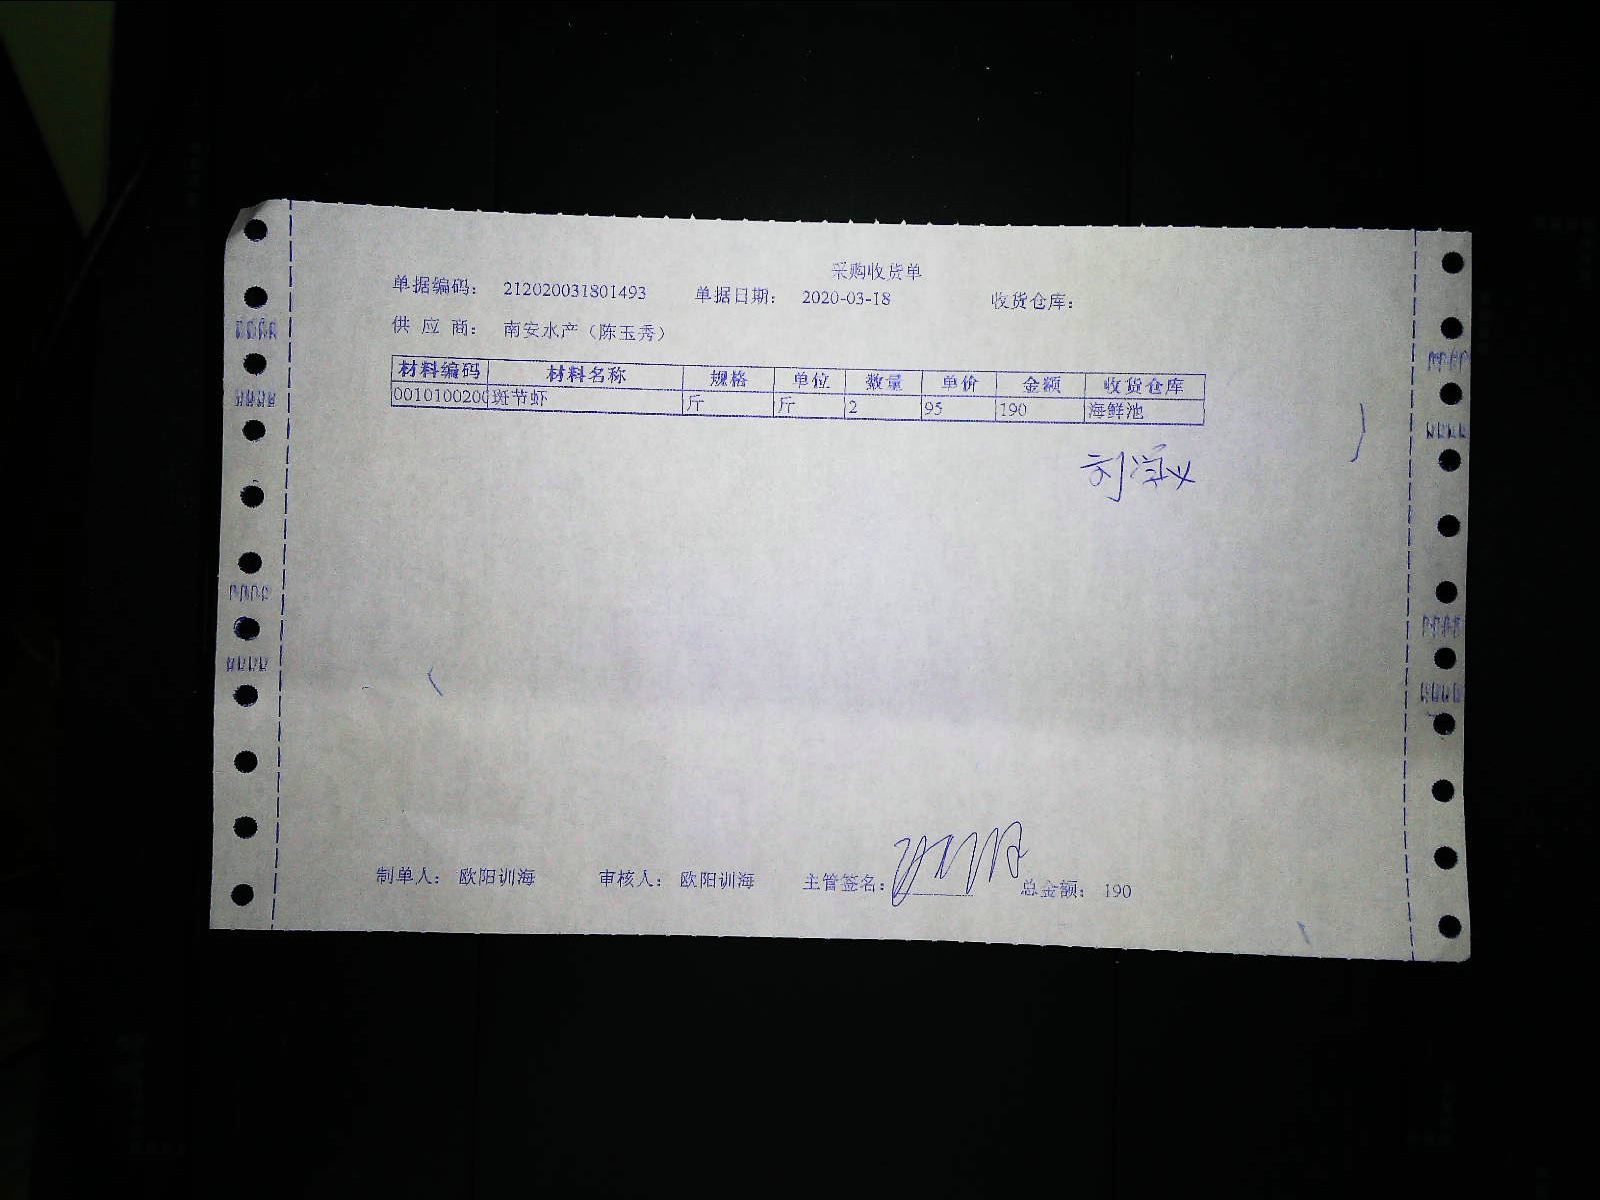 采购收货单
单据编码: 212020031801493 单据日期: 2020-03-18 收货仓库:
供 应 商: 南安水产（陈玉秀）
材料编码 材料名称 规格 单位 数量 单价 金额 收货仓库
0010100200 斑节虾 斤 斤 2 95 190 海鲜池
制单人: 欧阳训海 审核人: 欧阳训海 主管签名: 总金额: 190